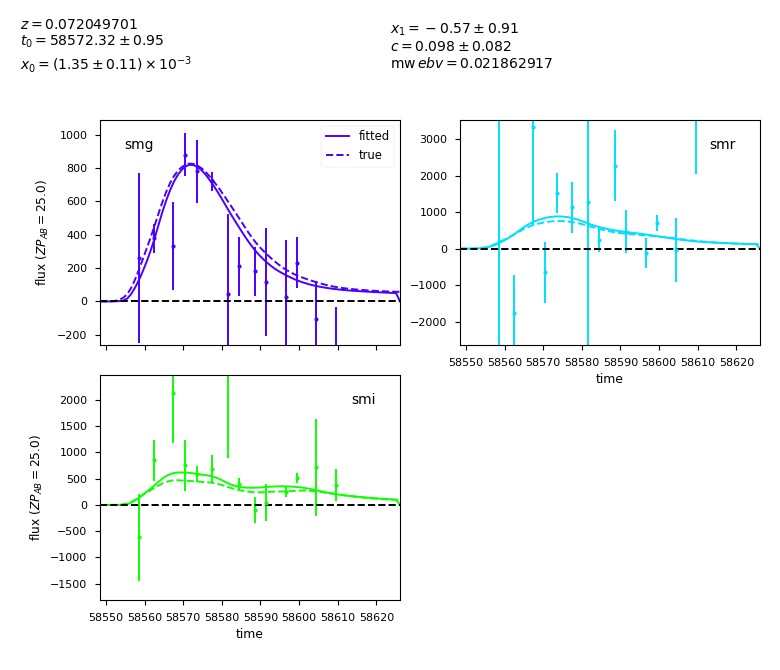 z = 0.072049701
t₀ = 58572.32 ± 0.95
x₀ = (1.35 ± 0.11) × 10⁻³
x₁ = −0.57 ± 0.91
c = 0.098 ± 0.082
mw ebv = 0.021862917
smg
fitted
true
1000
800
600
400
200
0
−200
flux (ZP_AB = 25.0)
smr
3000
2000
1000
0
−1000
−2000
58550 58560 58570 58580 58590 58600 58610 58620
time
smi
2000
1500
1000
500
0
−500
−1000
−1500
flux (ZP_AB = 25.0)
58550 58560 58570 58580 58590 58600 58610 58620
time